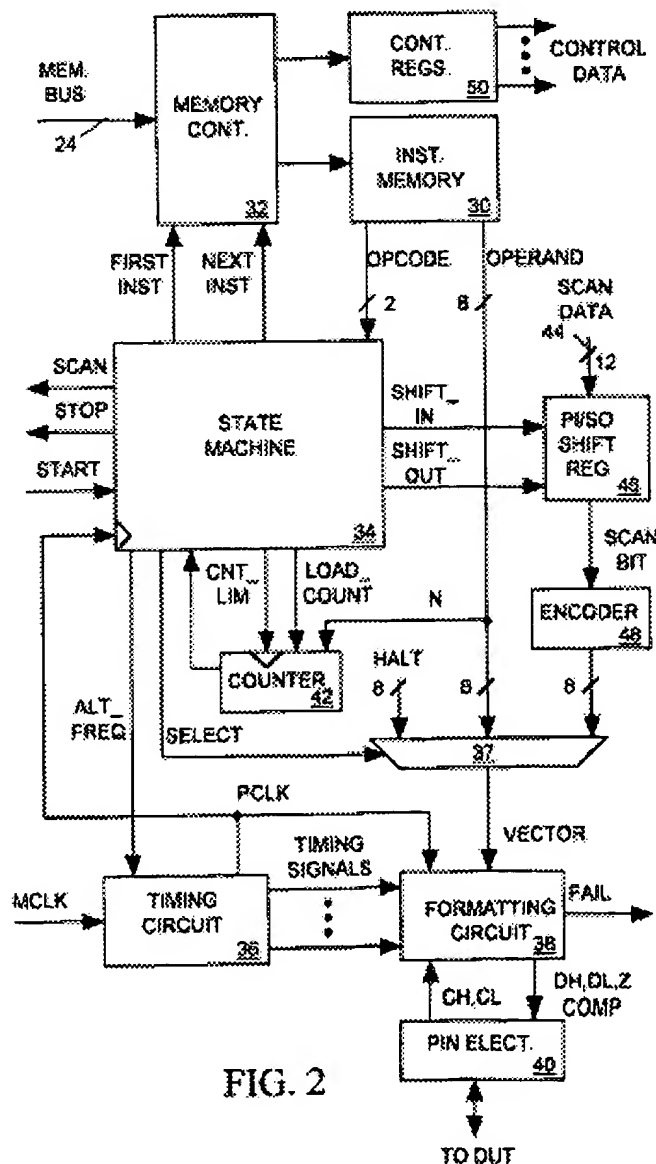 MEM.
BUS
24
MEMORY
CONT.
32
CONT.
REGS.
50
CONTROL
DATA
INST.
MEMORY
30
FIRST
INST
NEXT
INST
OPCODE
2
OPERAND
8
SCAN
DATA
44
12
SCAN
STOP
START
STATE
MACHINE
34
SHIFT_
IN
SHIFT_
OUT
PI/SO
SHIFT
REG
46
SCAN
BIT
ENCODER
48
8
CNT_
LIM
LOAD_
COUNT
N
COUNTER
42
HALT
8
8
ALT_
FREQ
SELECT
37
PCLK
VECTOR
MCLK
TIMING
CIRCUIT
36
TIMING
SIGNALS
FORMATTING
CIRCUIT
38
FAIL
CH,CL
DH,DL,Z
COMP
PIN ELECT.
40
TO DUT
FIG. 2